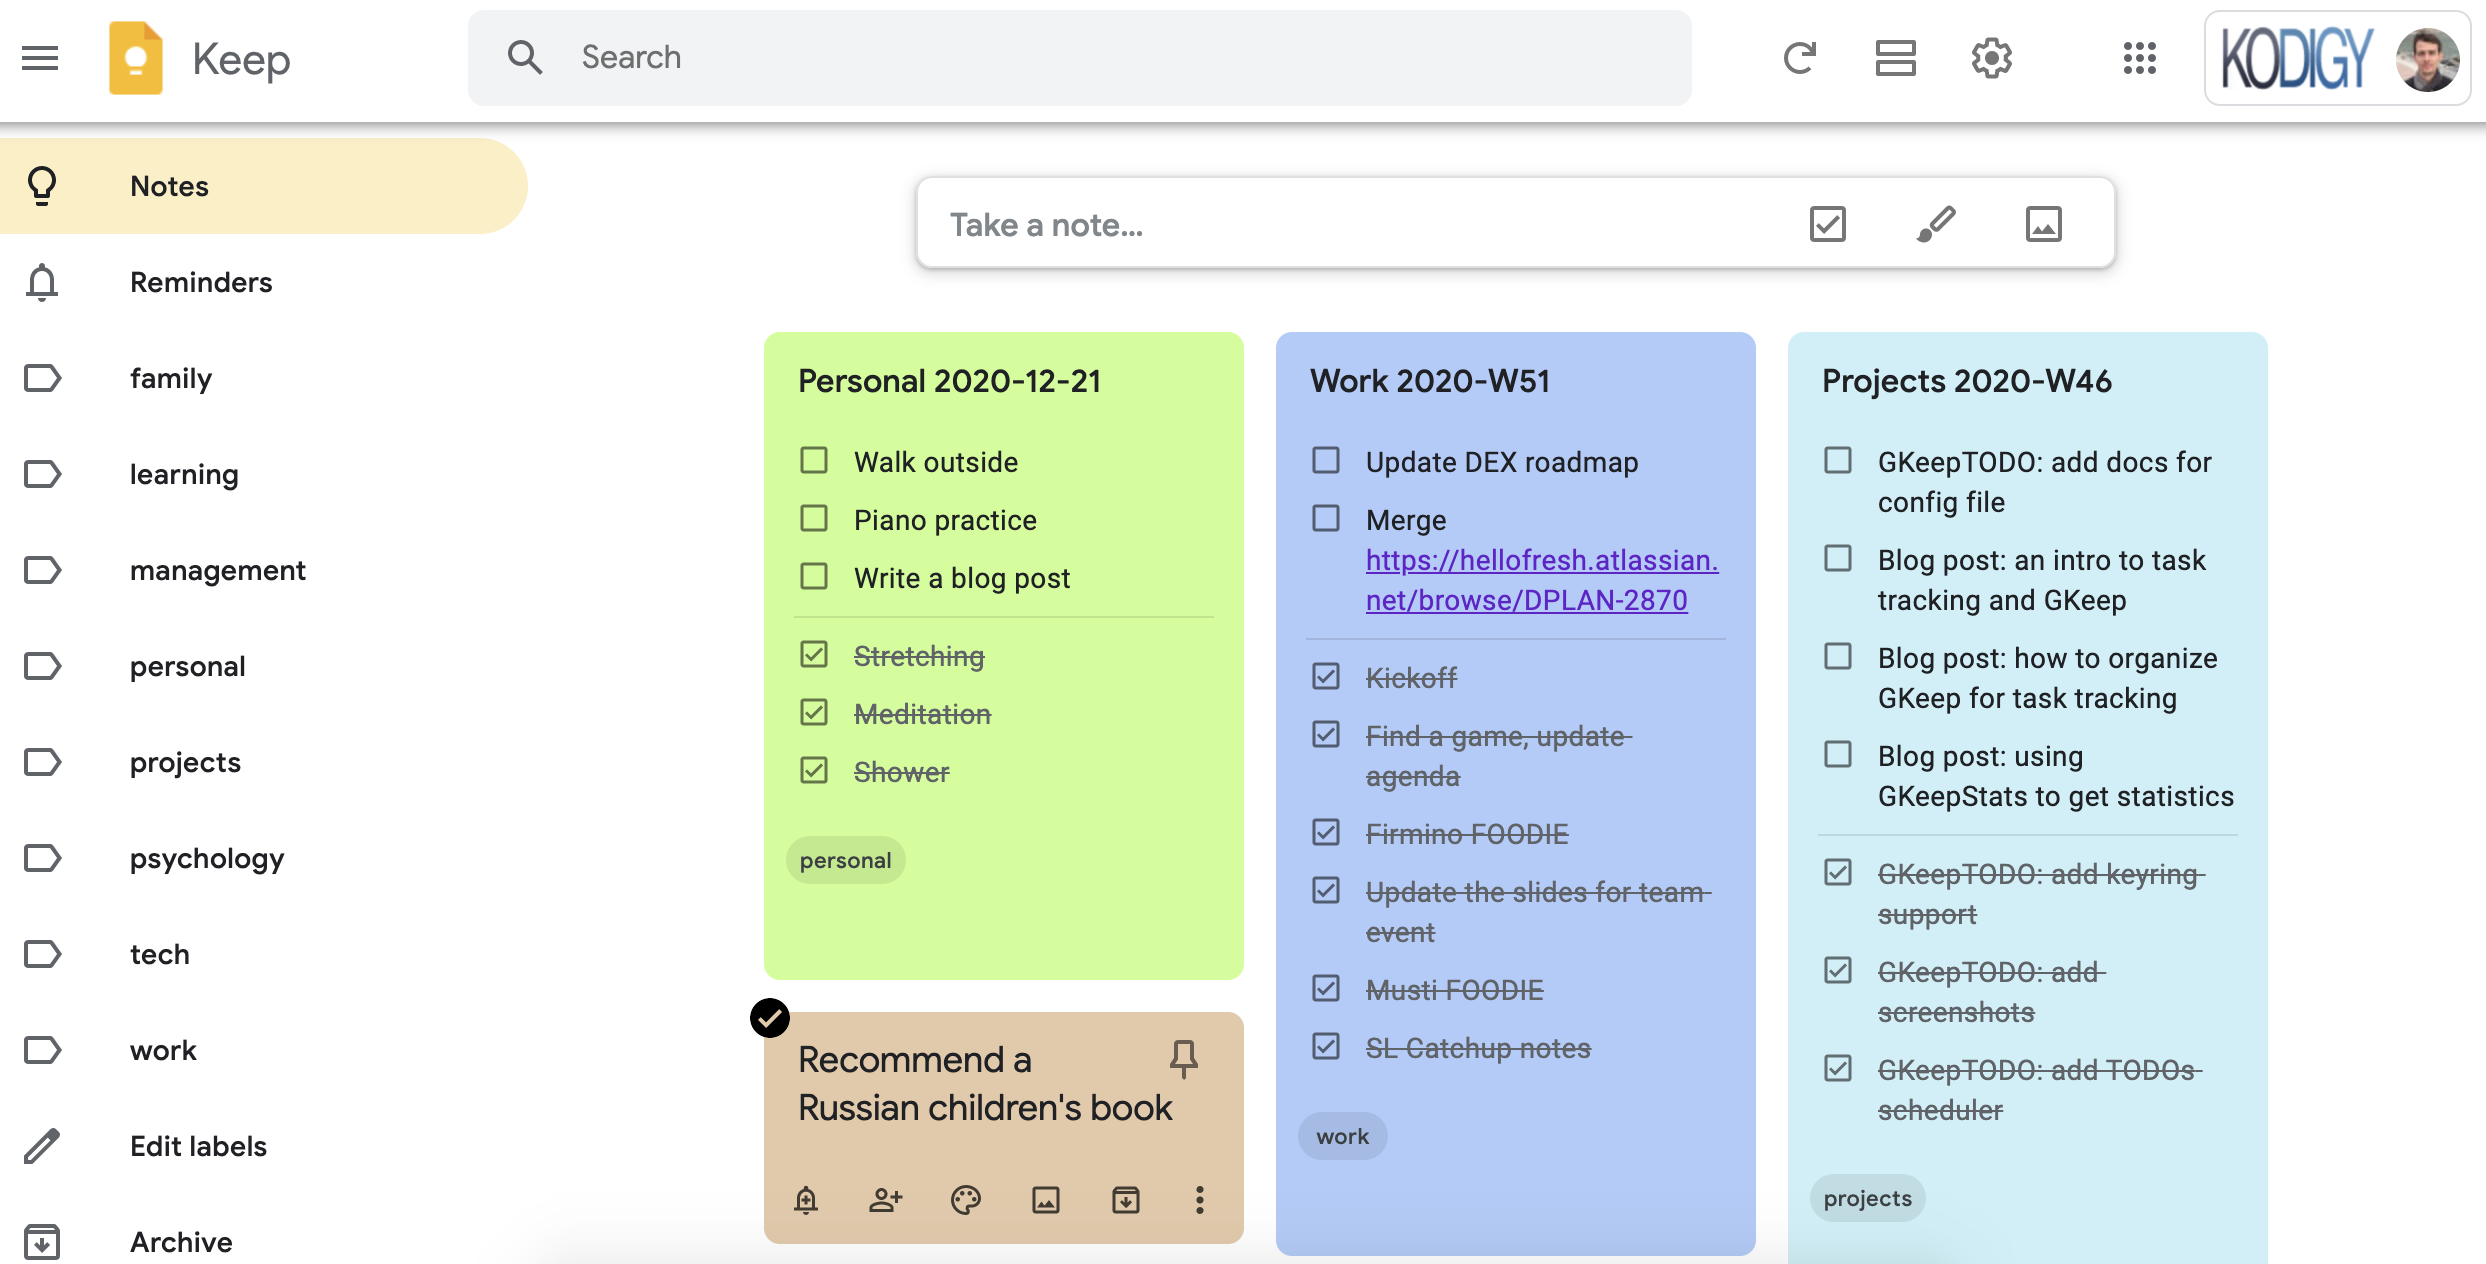 Keep
Search
KODIGY
Notes
Reminders
family
learning
management
personal
projects
psychology
tech
work
Edit labels
Archive
Take a note...
Personal 2020-12-21
Walk outside
Piano practice
Write a blog post
Stretching
Meditation
Shower
personal
Recommend a
Russian children's book
Work 2020-W51
Update DEX roadmap
Merge
https://hellofresh.atlassian.
net/browse/DPLAN-2870
Kickoff
Find a game, update
agenda
Firmino FOODIE
Update the slides for team
event
Musti FOODIE
SL Catchup notes
work
Projects 2020-W46
GKeepTODO: add docs for
config file
Blog post: an intro to task
tracking and GKeep
Blog post: how to organize
GKeep for task tracking
Blog post: using
GKeepStats to get statistics
GKeepTODO: add keyring
support
GKeepTODO: add
screenshots
GKeepTODO: add TODOs
scheduler
projects